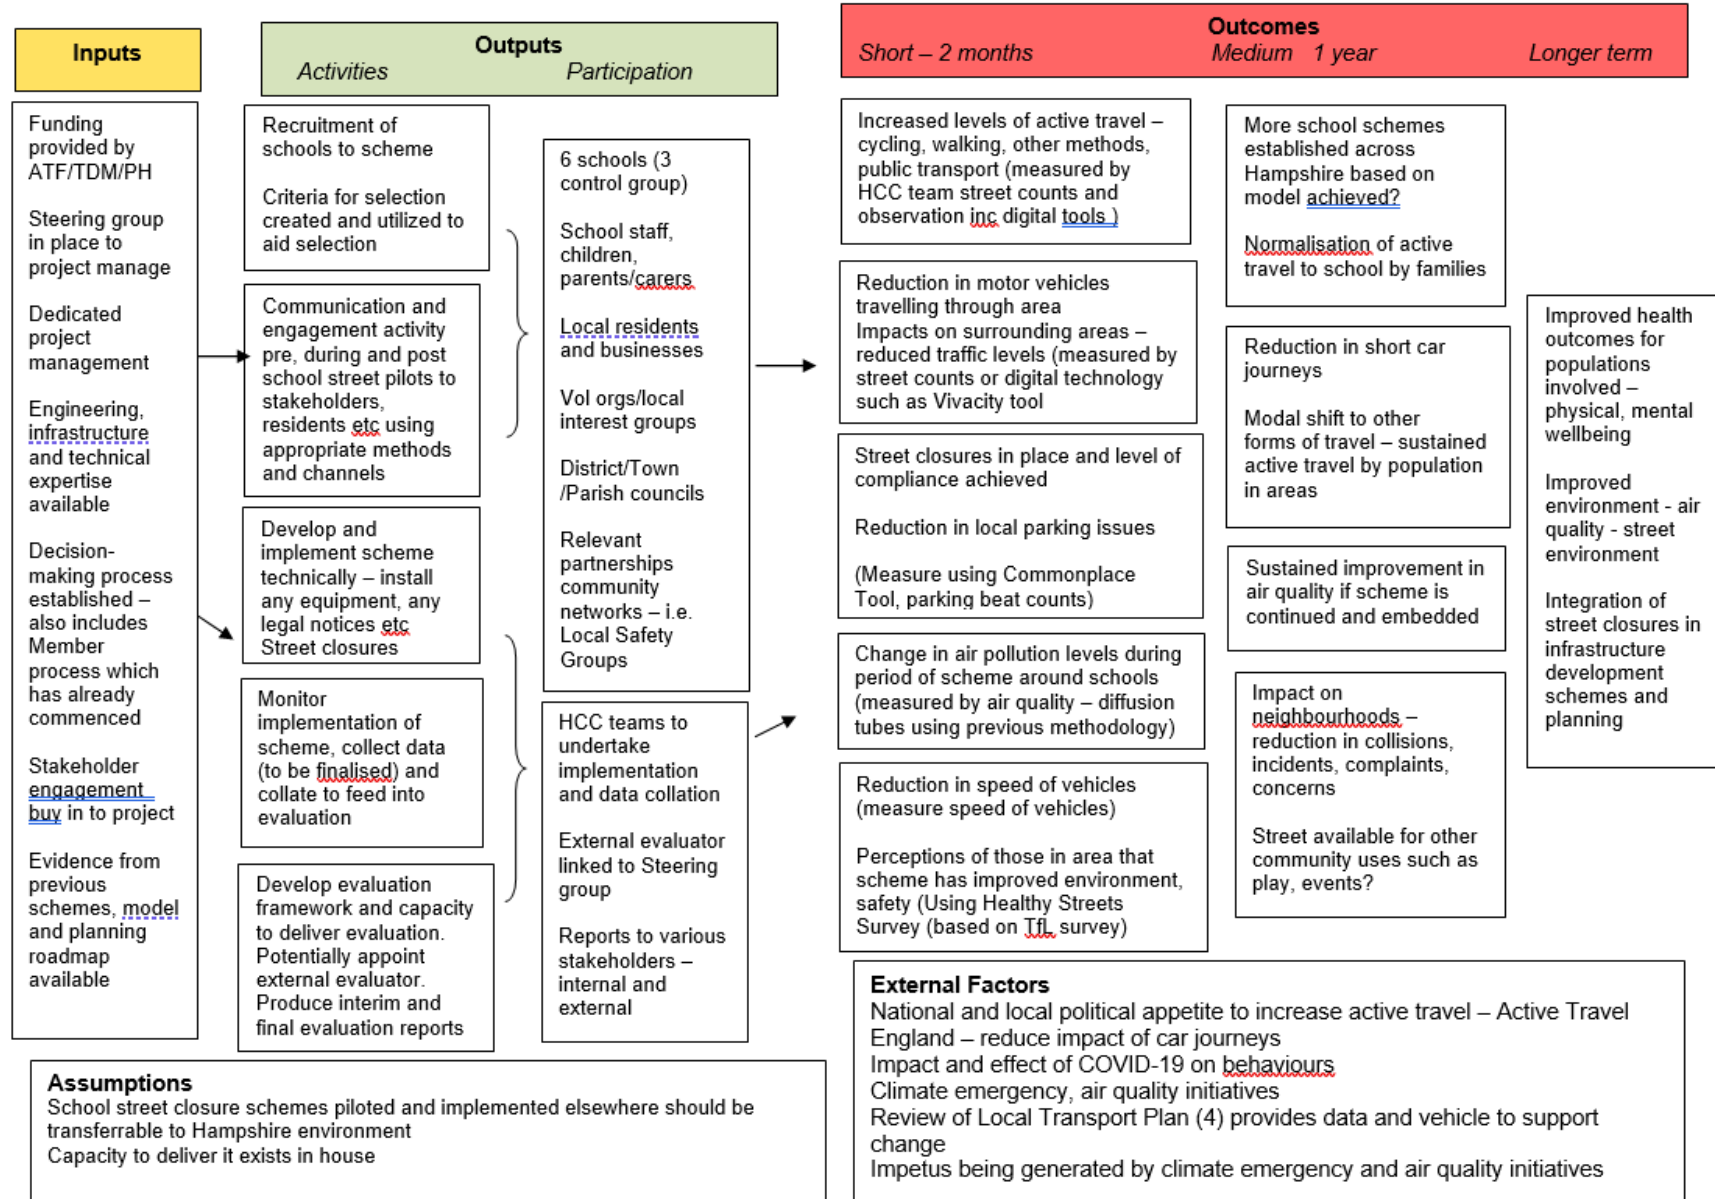 Inputs
Outputs
Activities
Participation
Outcomes
Short – 2 months
Medium 1 year
Longer term
Funding
provided by
ATF/TDM/PH
Steering group
in place to
project manage
Dedicated
project
management
Engineering,
infrastructure
and technical
expertise
available
Decision-
making process
established –
also includes
Member
process which
has already
commenced
Stakeholder
engagement
buy in to project
Evidence from
previous
schemes, model
and planning
roadmap
available
Recruitment of
schools to scheme
Criteria for selection
created and utilized to
aid selection
Communication and
engagement activity
pre, during and post
school street pilots to
stakeholders,
residents etc using
appropriate methods
and channels
Develop and
implement scheme
technically – install
any equipment, any
legal notices etc
Street closures
Monitor
implementation of
scheme, collect data
(to be finalised) and
collate to feed into
evaluation
Develop evaluation
framework and capacity
to deliver evaluation.
Potentially appoint
external evaluator.
Produce interim and
final evaluation reports
6 schools (3
control group)
School staff,
children,
parents/carers
Local residents
and businesses
Vol orgs/local
interest groups
District/Town
/Parish councils
Relevant
partnerships
community
networks – i.e.
Local Safety
Groups
HCC teams to
undertake
implementation
and data collation
External evaluator
linked to Steering
group
Reports to various
stakeholders –
internal and
external
Increased levels of active travel –
cycling, walking, other methods,
public transport (measured by
HCC team street counts and
observation inc digital tools )
Reduction in motor vehicles
travelling through area
Impacts on surrounding areas –
reduced traffic levels (measured by
street counts or digital technology
such as Vivacity tool
Street closures in place and level of
compliance achieved
Reduction in local parking issues
(Measure using Commonplace
Tool, parking beat counts)
Change in air pollution levels during
period of scheme around schools
(measured by air quality – diffusion
tubes using previous methodology)
Reduction in speed of vehicles
(measure speed of vehicles)
Perceptions of those in area that
scheme has improved environment,
safety (Using Healthy Streets
Survey (based on TfL survey)
More school schemes
established across
Hampshire based on
model achieved?
Normalisation of active
travel to school by families
Reduction in short car
journeys
Modal shift to other
forms of travel – sustained
active travel by population
in areas
Sustained improvement in
air quality if scheme is
continued and embedded
Impact on
neighbourhoods –
reduction in collisions,
incidents, complaints,
concerns
Street available for other
community uses such as
play, events?
Improved health
outcomes for
populations
involved –
physical, mental
wellbeing
Improved
environment - air
quality - street
environment
Integration of
street closures in
infrastructure
development
schemes and
planning
Assumptions
School street closure schemes piloted and implemented elsewhere should be
transferrable to Hampshire environment
Capacity to deliver it exists in house
External Factors
National and local political appetite to increase active travel – Active Travel
England – reduce impact of car journeys
Impact and effect of COVID-19 on behaviours
Climate emergency, air quality initiatives
Review of Local Transport Plan (4) provides data and vehicle to support
change
Impetus being generated by climate emergency and air quality initiatives